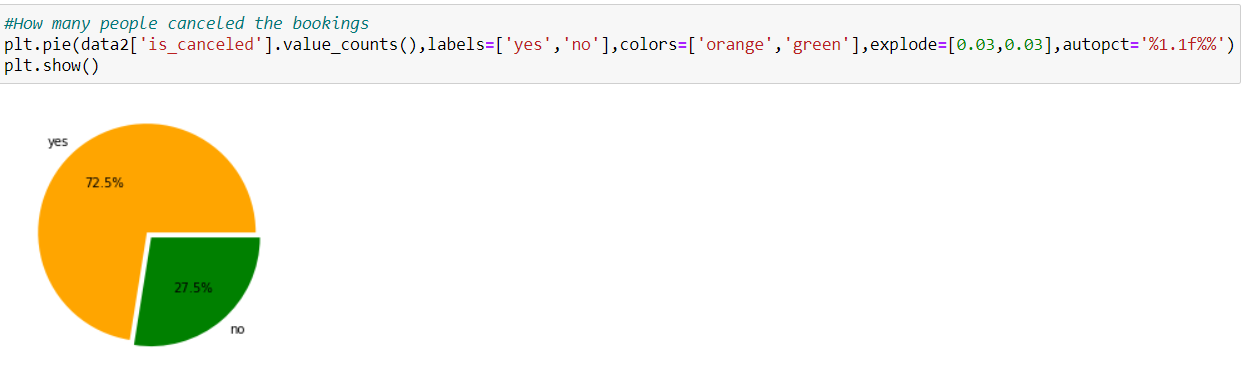 #How many people canceled the bookings
plt.pie(data2['is_canceled'].value_counts(),labels=['yes','no'],colors=['orange','green'],explode=[0.03,0.03],autopct='%1.1f%%')
plt.show()
yes
72.5%
27.5%
no